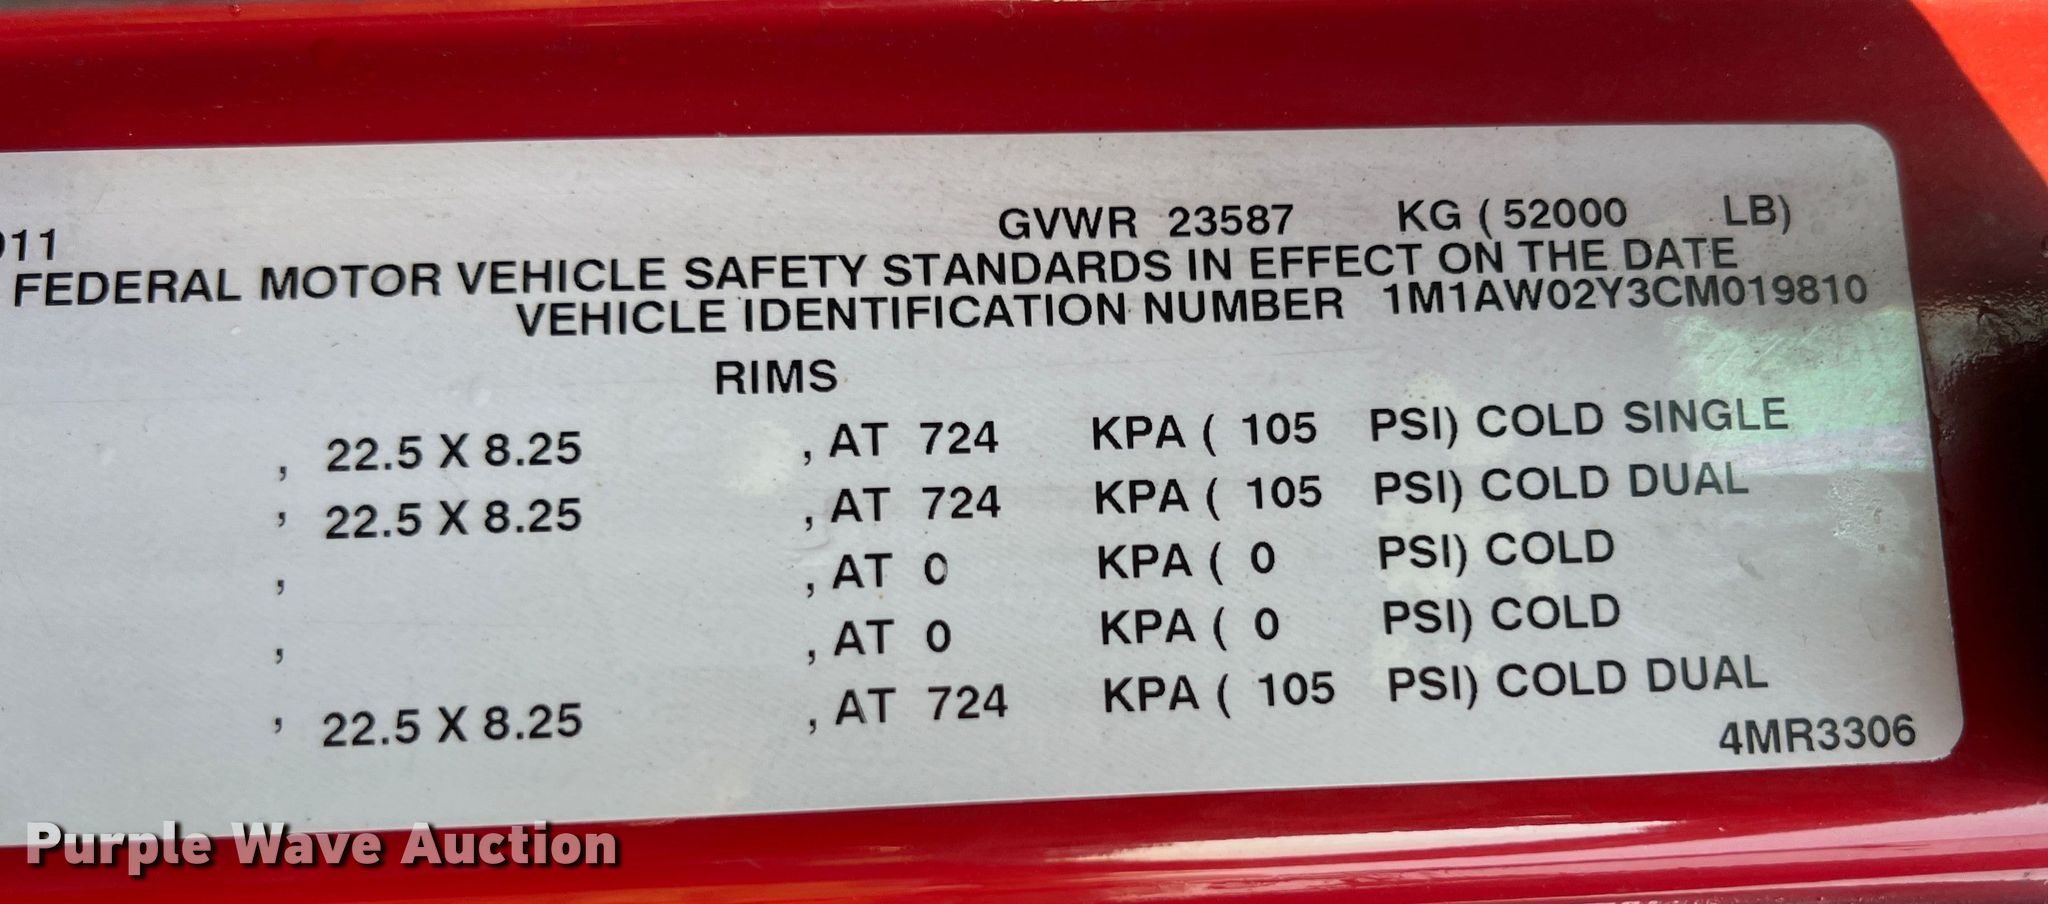 011 GVWR 23587 KG ( 52000 LB)
FEDERAL MOTOR VEHICLE SAFETY STANDARDS IN EFFECT ON THE DATE
VEHICLE IDENTIFICATION NUMBER 1M1AW02Y3CM019810
RIMS
, 22.5 X 8.25 , AT 724 KPA ( 105 PSI) COLD SINGLE
, 22.5 X 8.25 , AT 724 KPA ( 105 PSI) COLD DUAL
, , AT 0 KPA ( 0 PSI) COLD
, , AT 0 KPA ( 0 PSI) COLD
, 22.5 X 8.25 , AT 724 KPA ( 105 PSI) COLD DUAL
4MR3306
Purple Wave Auction